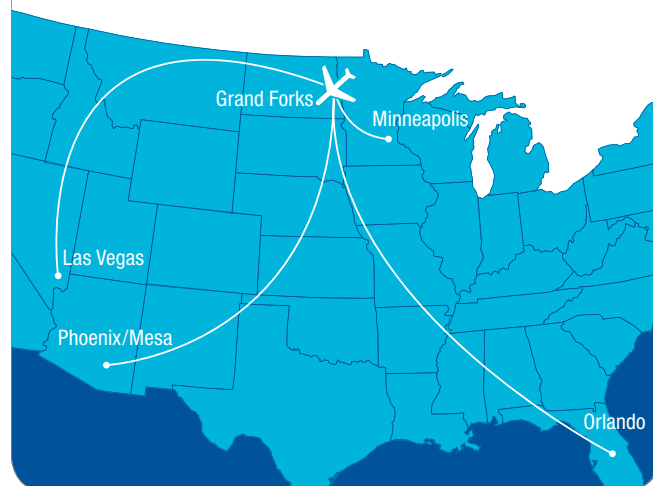 Grand Forks
Minneapolis
Las Vegas
Phoenix/Mesa
Orlando